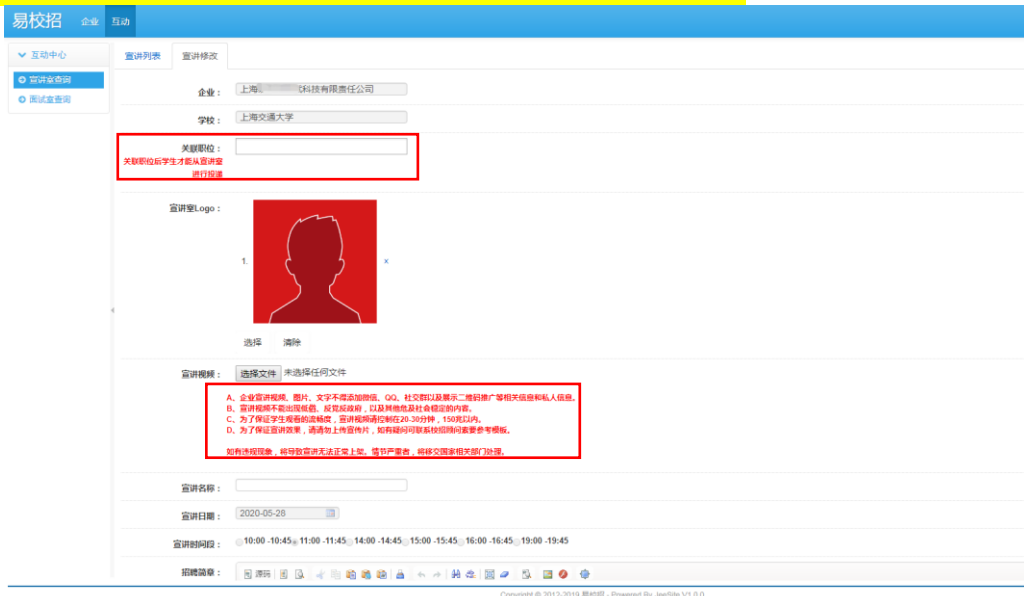 易校招 企业 互动
互动中心
宣讲室查询
面试室查询
宣讲列表 宣讲修改
企业： 上海 科技有限责任公司
学校： 上海交通大学
关联职位：
关联职位后学生才能从宣讲室
进行投递
宣讲室Logo：
1. x
选择 清除
宣讲视频： 选择文件 未选择任何文件
A、企业宣讲视频、图片、文字不得添加微信、QQ、社交群以及展示二维码推广等相关信息和私人信息。
B、宣讲视频不能出现低俗、反党反政府，以及其他危及社会稳定的内容。
C、为了保证学生观看的流畅度，宣讲视频请控制在20-30分钟，150兆以内。
D、为了保证宣讲效果，请请勿上传宣传片，如有疑问可联系校招顾问索要参考模板。
如有违规现象，将导致宣讲无法正常上架。情节严重者，将移交国家相关部门处理。
宣讲名称：
宣讲日期： 2020-05-28
宣讲时间段： 10:00 -10:45 11:00 -11:45 14:00 -14:45 15:00 -15:45 16:00 -16:45 19:00 -19:45
招聘简章： 源码
Copyright © 2012-2019 易校招 - Powered By JeeSite V1.0.0